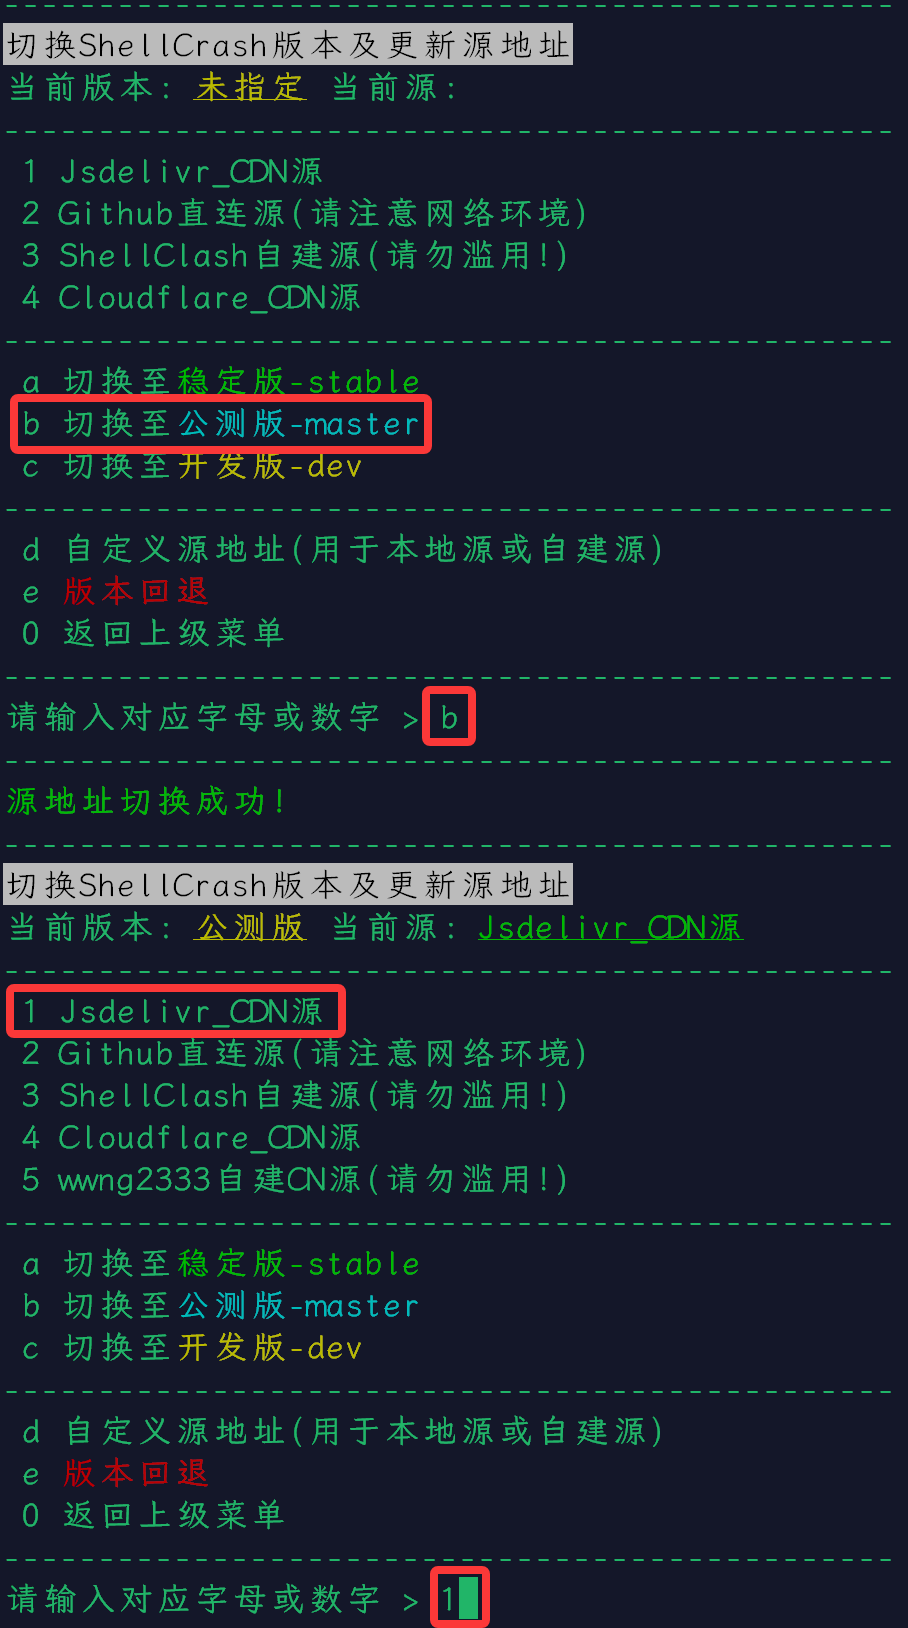 -----------------------------------------------
切换ShellCrash版本及更新源地址
当前版本: 未指定 当前源:
-----------------------------------------------
1 Jsdelivr_CDN源
2 Github直连源(请注意网络环境)
3 ShellClash自建源(请勿滥用!)
4 Cloudflare_CDN源
-----------------------------------------------
a 切换至稳定版-stable
b 切换至公测版-master
c 切换至开发版-dev
-----------------------------------------------
d 自定义源地址(用于本地源或自建源)
e 版本回退
0 返回上级菜单
-----------------------------------------------
请输入对应字母或数字 > b
-----------------------------------------------
源地址切换成功!
-----------------------------------------------
切换ShellCrash版本及更新源地址
当前版本: 公测版 当前源: Jsdelivr_CDN源
-----------------------------------------------
1 Jsdelivr_CDN源
2 Github直连源(请注意网络环境)
3 ShellClash自建源(请勿滥用!)
4 Cloudflare_CDN源
5 wwng2333自建CN源(请勿滥用!)
-----------------------------------------------
a 切换至稳定版-stable
b 切换至公测版-master
c 切换至开发版-dev
-----------------------------------------------
d 自定义源地址(用于本地源或自建源)
e 版本回退
0 返回上级菜单
-----------------------------------------------
请输入对应字母或数字 > 1